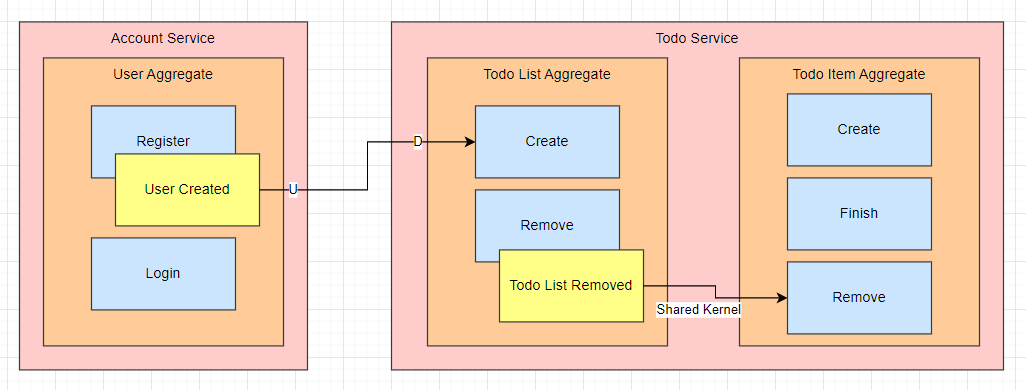 Account Service
User Aggregate
Register
User Created
U
Login
Todo Service
Todo List Aggregate
D
Create
Remove
Todo List Removed
Shared Kernel
Todo Item Aggregate
Create
Finish
Remove